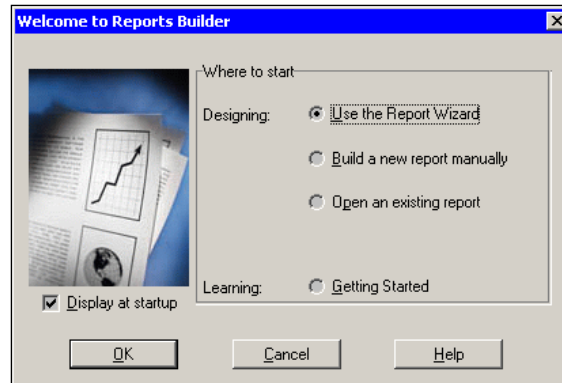 Welcome to Reports Builder
Where to start
Designing:
Use the Report Wizard
Build a new report manually
Open an existing report
Learning:
Getting Started
Display at startup
OK
Cancel
Help